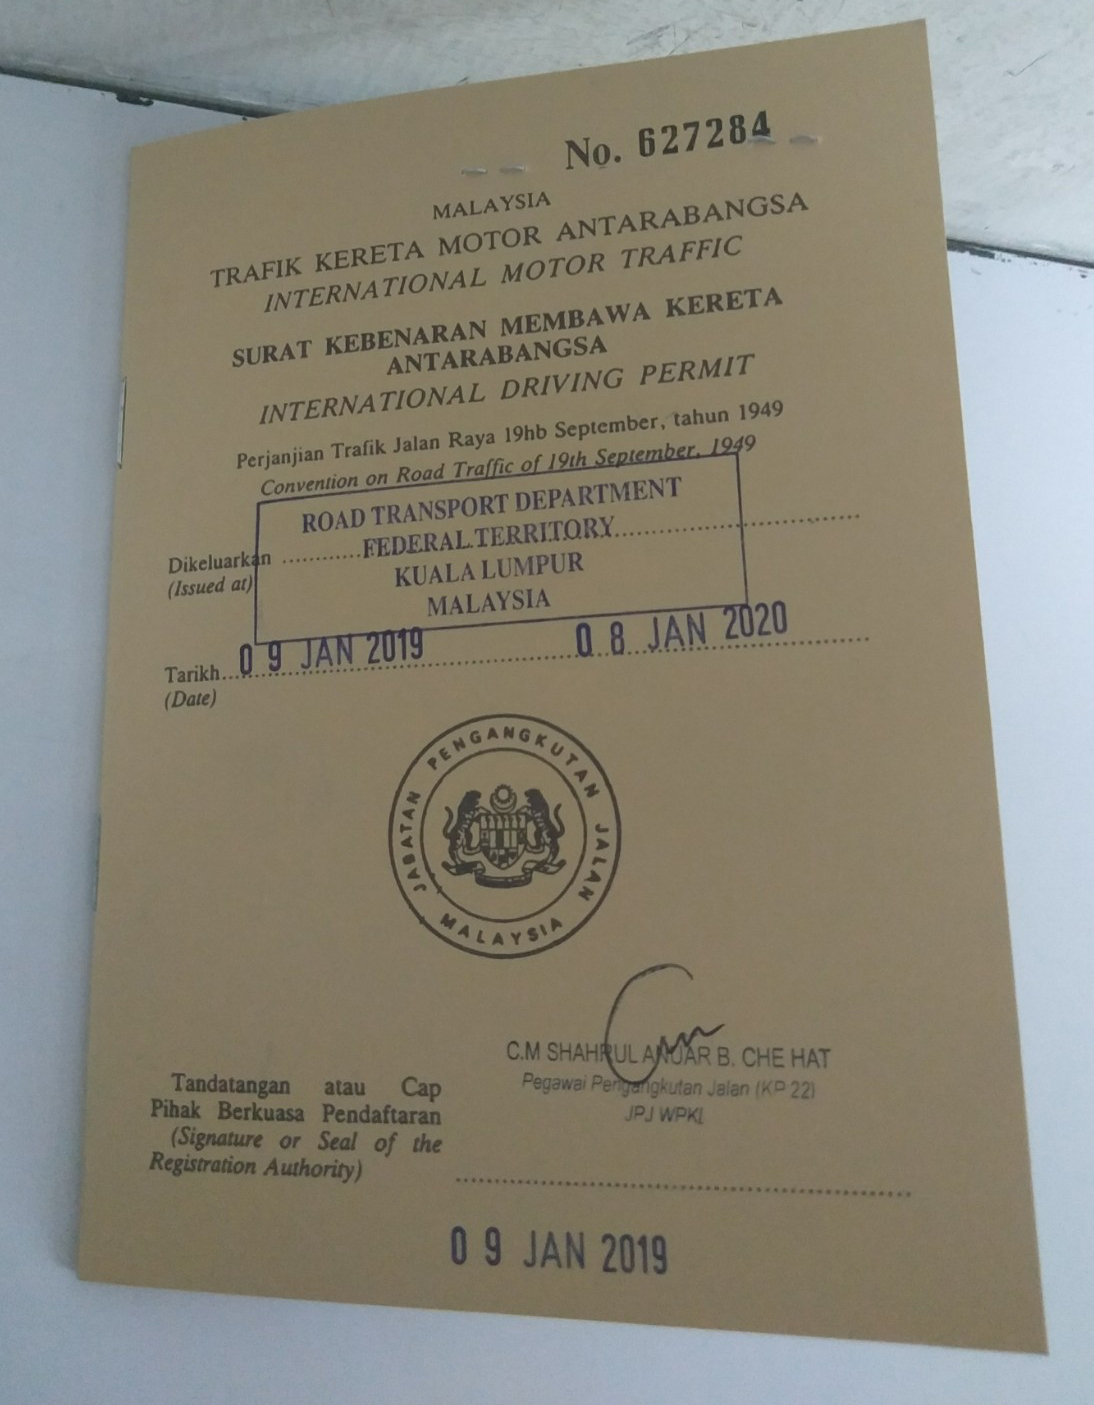 No. 627284
MALAYSIA
TRAFIK KERETA MOTOR ANTARABANGSA
INTERNATIONAL MOTOR TRAFFIC
SURAT KEBENARAN MEMBAWA KERETA
ANTARABANGSA
INTERNATIONAL DRIVING PERMIT
Perjanjian Trafik Jalan Raya 19hb September, tahun 1949
Convention on Road Traffic of 19th September, 1949
ROAD TRANSPORT DEPARTMENT
FEDERAL TERRITORY
KUALA LUMPUR
MALAYSIA
Dikeluarkan
(Issued at)
Tarikh 09 JAN 2019 08 JAN 2020
(Date)
JABATAN PENGANGKUTAN JALAN
MALAYSIA
C.M SHAHRUL ANUAR B. CHE HAT
Pegawai Pengangkutan Jalan (KP 22)
JPJ WPKL
Tandatangan atau Cap
Pihak Berkuasa Pendaftaran
(Signature or Seal of the
Registration Authority)
09 JAN 2019